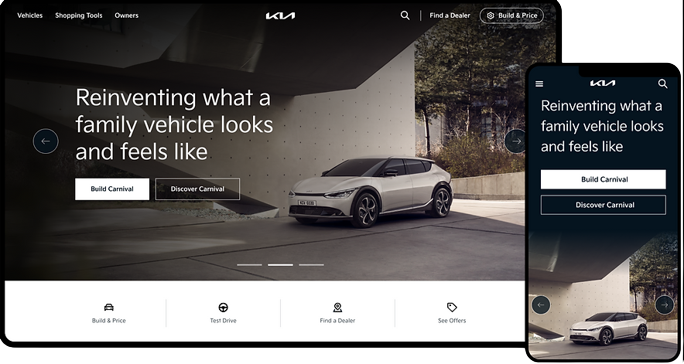 Vehicles Shopping Tools Owners
KIA
Find a Dealer
Build & Price
Reinventing what a
family vehicle looks
and feels like
Build Carnival
Discover Carnival
Build & Price
Test Drive
Find a Dealer
See Offers
KIA
Reinventing what a
family vehicle looks
and feels like
Build Carnival
Discover Carnival